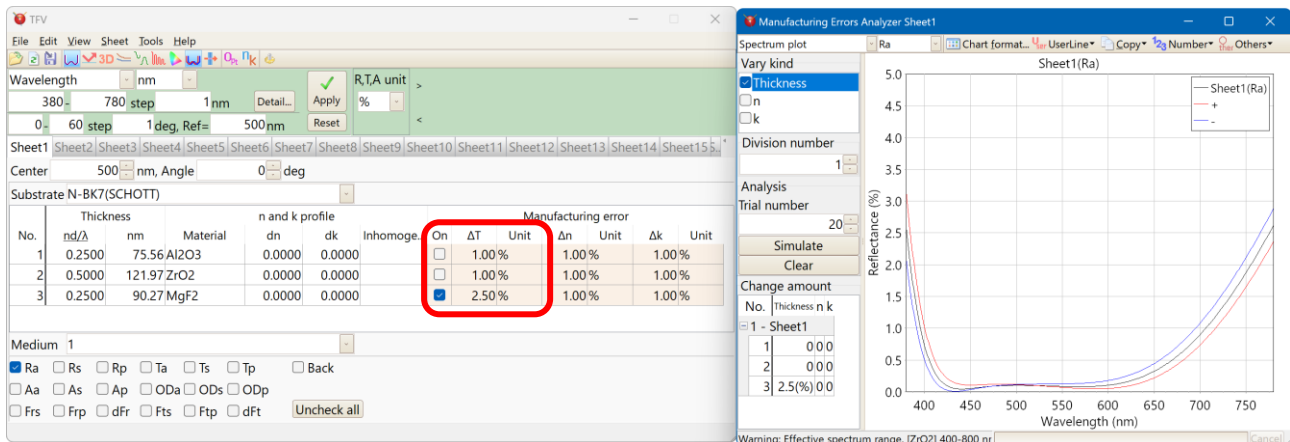 TFV
File Edit View Sheet Tools Help
3D OPt nk
Wavelength nm
380 - 780 step 1 nm Detail...
0 - 60 step 1 deg, Ref= 500 nm
Apply
Reset
R,T,A unit
%
>
<
Sheet1 Sheet2 Sheet3 Sheet4 Sheet5 Sheet6 Sheet7 Sheet8 Sheet9 Sheet10 Sheet11 Sheet12 Sheet13 Sheet14 Sheet15
Center 500 nm, Angle 0 deg
Substrate N-BK7(SCHOTT)
Thickness n and k profile Manufacturing error
No. nd/λ nm Material dn dk Inhomoge.. On ΔT Unit Δn Unit Δk Unit
1 0.2500 75.56 Al2O3 0.0000 0.0000 1.00 % 1.00 % 1.00 %
2 0.5000 121.97 ZrO2 0.0000 0.0000 1.00 % 1.00 % 1.00 %
3 0.2500 90.27 MgF2 0.0000 0.0000 2.50 % 1.00 % 1.00 %
Medium 1
Ra Rs Rp Ta Ts Tp Back
Aa As Ap ODa ODs ODp
Frs Frp dFr Fts Ftp dFt Uncheck all
Manufacturing Errors Analyzer Sheet1
Spectrum plot Ra Chart format... UserLine Copy Number Others
Vary kind
Thickness
n
k
Division number
1
Analysis
Trial number
20
Simulate
Clear
Change amount
No. Thickness n k
1 - Sheet1
1 0 0 0
2 0 0 0
3 2.5(%) 0 0
Sheet1(Ra)
Sheet1(Ra)
+
-
Reflectance (%)
5.0
4.5
4.0
3.5
3.0
2.5
2.0
1.5
1.0
0.5
0.0
400 450 500 550 600 650 700 750
Wavelength (nm)
Warning: Effective spectrum range. [ZrO2] 400-800 nm
Cancel